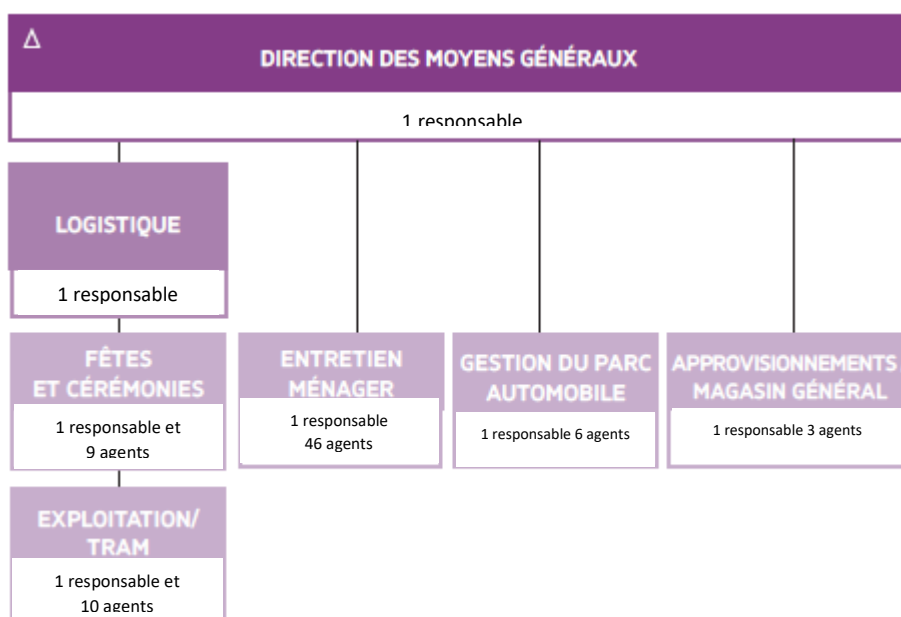 Δ
DIRECTION DES MOYENS GÉNÉRAUX
1 responsable
LOGISTIQUE
1 responsable
FÊTES
ET CÉRÉMONIES
1 responsable et
9 agents
ENTRETIEN
MÉNAGER
1 responsable
46 agents
GESTION DU PARC
AUTOMOBILE
1 responsable 6 agents
APPROVISIONNEMENTS
MAGASIN GÉNÉRAL
1 responsable 3 agents
EXPLOITATION/
TRAM
1 responsable et
10 agents